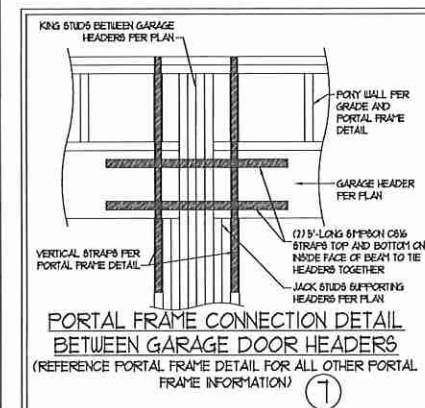 KING STUDS BETWEEN GARAGE
HEADERS PER PLAN
PONY WALL PER
GRADE AND
PORTAL FRAME
DETAIL
GARAGE HEADER
PER PLAN
(2) 5'-LONG SIMPSON CS16
STRAPS TOP AND BOTTOM ON
INSIDE FACE OF BEAM TO TIE
HEADERS TOGETHER
VERTICAL STRAPS PER
PORTAL FRAME DETAIL
JACK STUDS SUPPORTING
HEADERS PER PLAN
PORTAL FRAME CONNECTION DETAIL
BETWEEN GARAGE DOOR HEADERS
(REFERENCE PORTAL FRAME DETAIL FOR ALL OTHER PORTAL
FRAME INFORMATION)
7